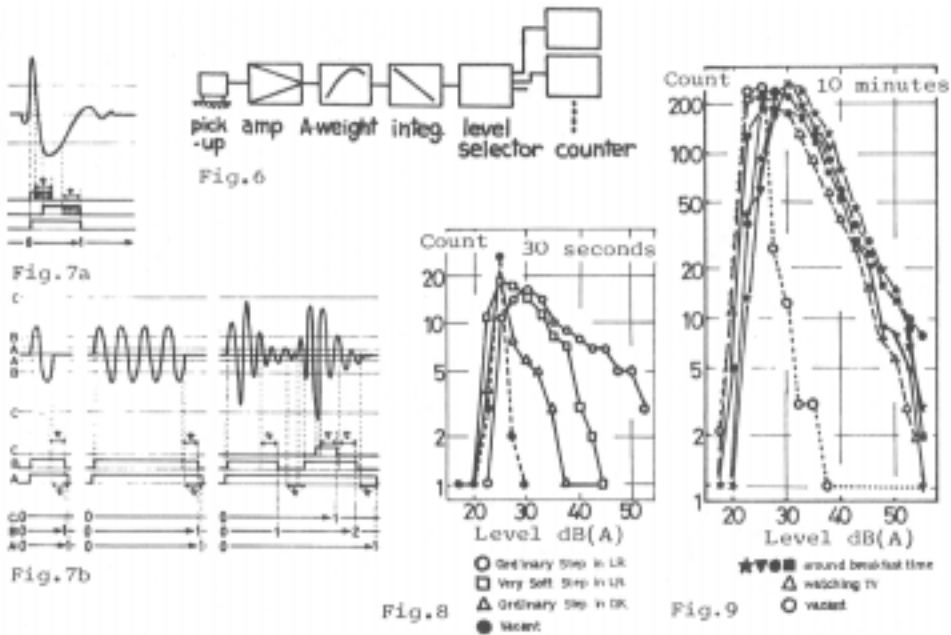 pick
-up
amp
A-weight
integ.
level
selector
counter
Fig.6
Fig.7a
C
B
A
A
B
C
C
B
A
Fig.7b
Count
30 seconds
20
10
5
2
1
20 30 40 50
Level dB(A)
Ordinary Step in LR
Very Soft Step in LR
Ordinary Step in DK
Vacant
Fig.8
Count
10 minutes
200
100
50
20
10
5
2
1
20 30 40 50
Level dB(A)
around breakfast time
watching TV
vacant
Fig.9